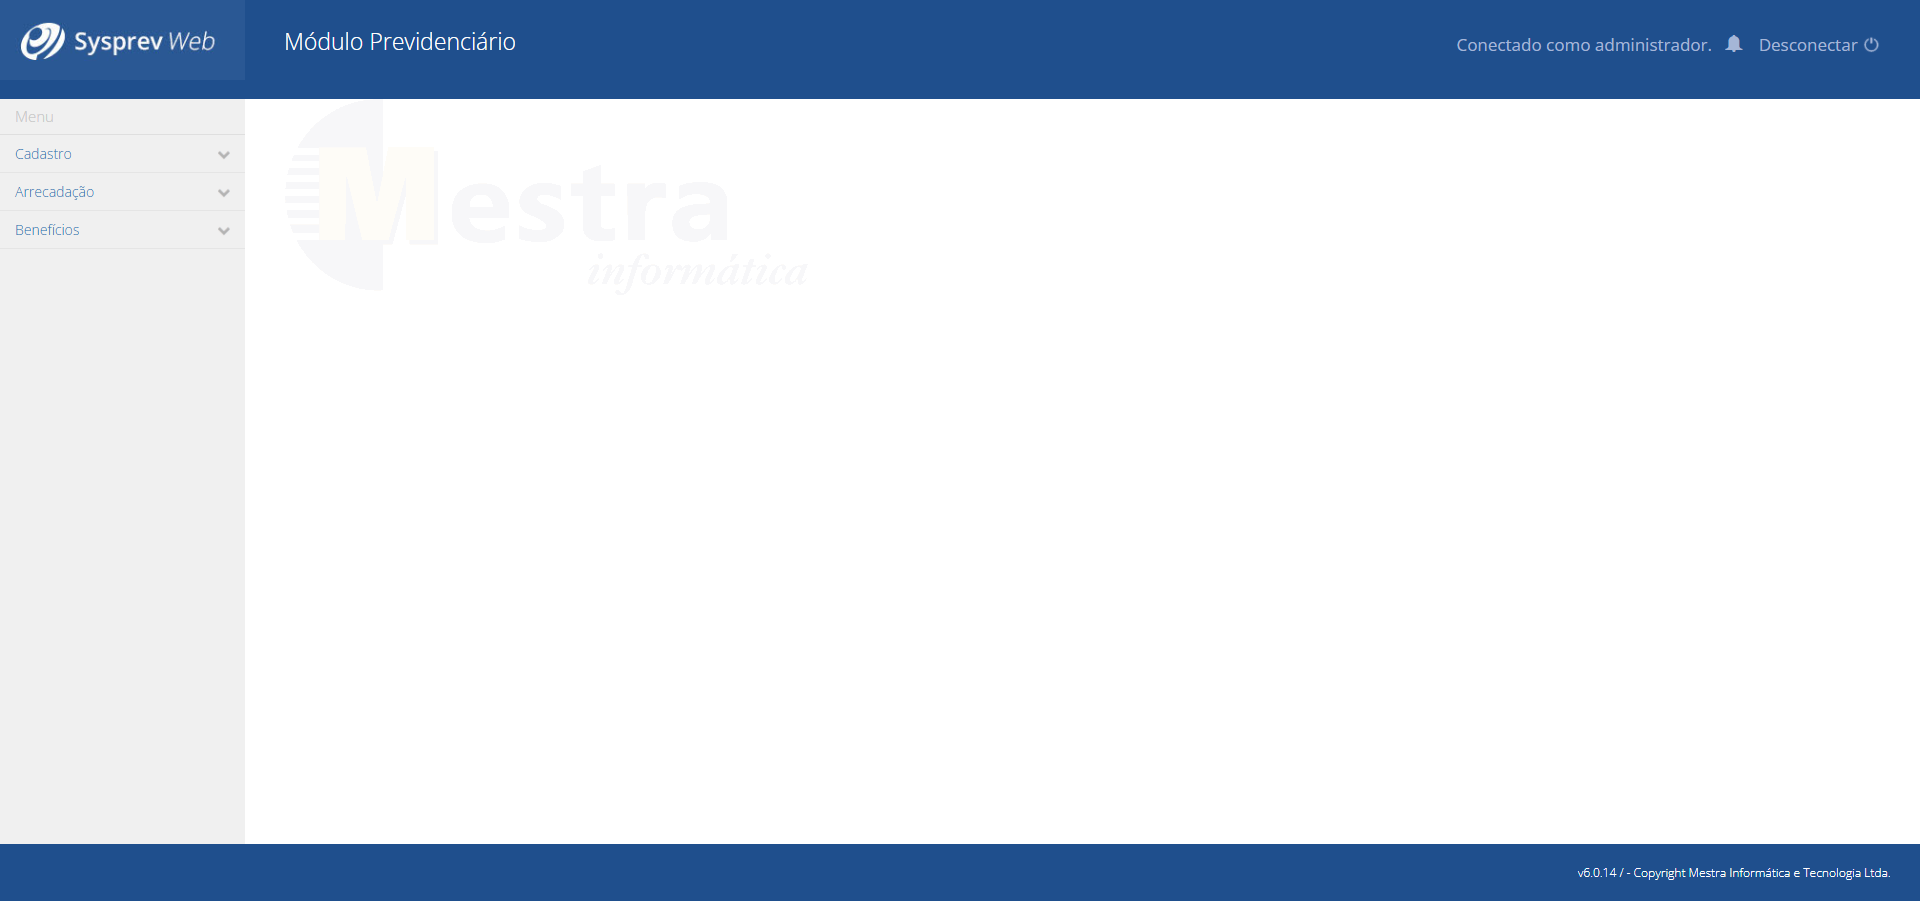 Sysprev Web
Módulo Previdenciário
Conectado como administrador.
Desconectar
Menu
Cadastro
Arrecadação
Benefícios
Mestra
informática
v6.0.14 / - Copyright Mestra Informática e Tecnologia Ltda.